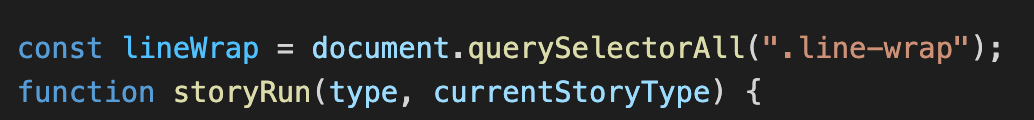 const lineWrap = document.querySelectorAll(".line-wrap");
function storyRun(type, currentStoryType) {